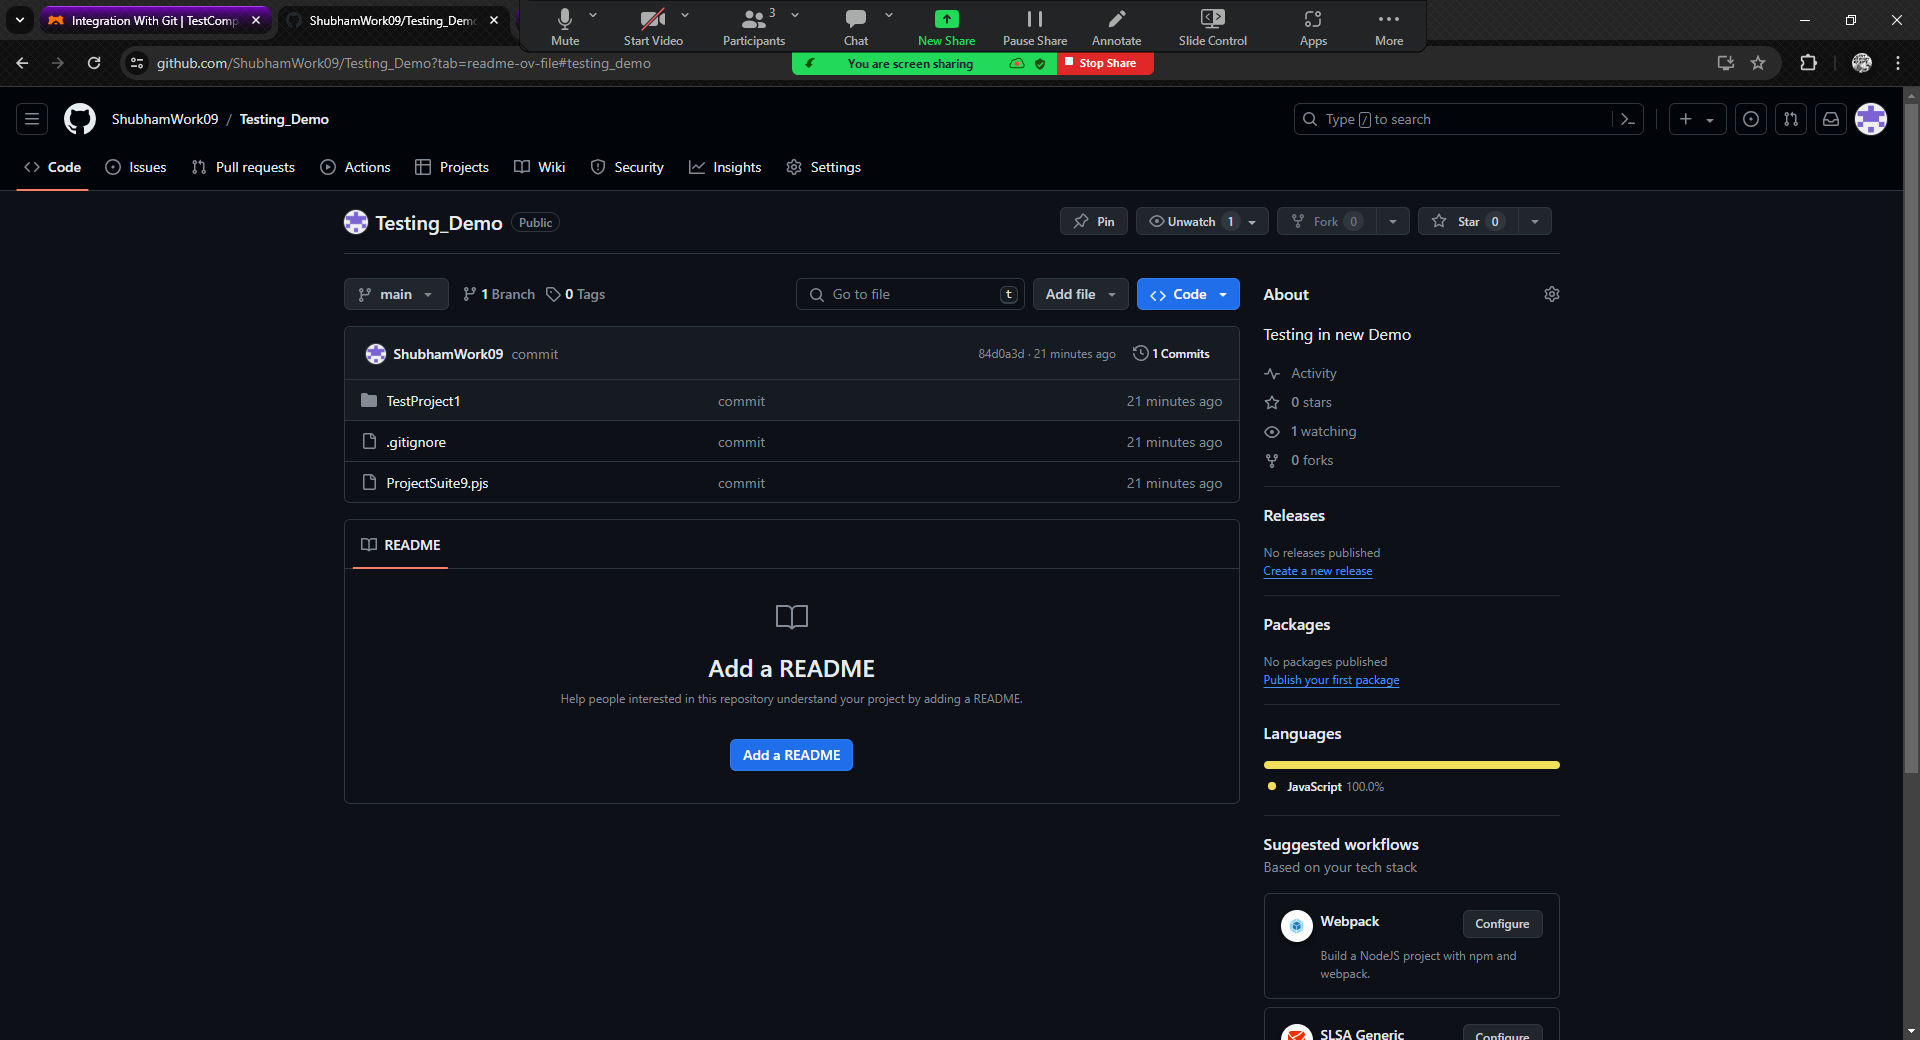 Integration With Git | TestComp
ShubhamWork09/Testing_Demo
Mute
Start Video
3
Participants
Chat
New Share
Pause Share
Annotate
Slide Control
Apps
More
github.com/ShubhamWork09/Testing_Demo?tab=readme-ov-file#testing_demo
You are screen sharing
Stop Share
ShubhamWork09 / Testing_Demo
Type / to search
Code
Issues
Pull requests
Actions
Projects
Wiki
Security
Insights
Settings
Testing_Demo Public
Pin
Unwatch 1
Fork 0
Star 0
main
1 Branch
0 Tags
Go to file t
Add file
Code
ShubhamWork09 commit
84d0a3d · 21 minutes ago
1 Commits
TestProject1 commit 21 minutes ago
.gitignore commit 21 minutes ago
ProjectSuite9.pjs commit 21 minutes ago
README
Add a README
Help people interested in this repository understand your project by adding a README.
Add a README
About
Testing in new Demo
Activity
0 stars
1 watching
0 forks
Releases
No releases published
Create a new release
Packages
No packages published
Publish your first package
Languages
JavaScript 100.0%
Suggested workflows
Based on your tech stack
Webpack
Configure
Build a NodeJS project with npm and
webpack.
SLSA Generic
Configure